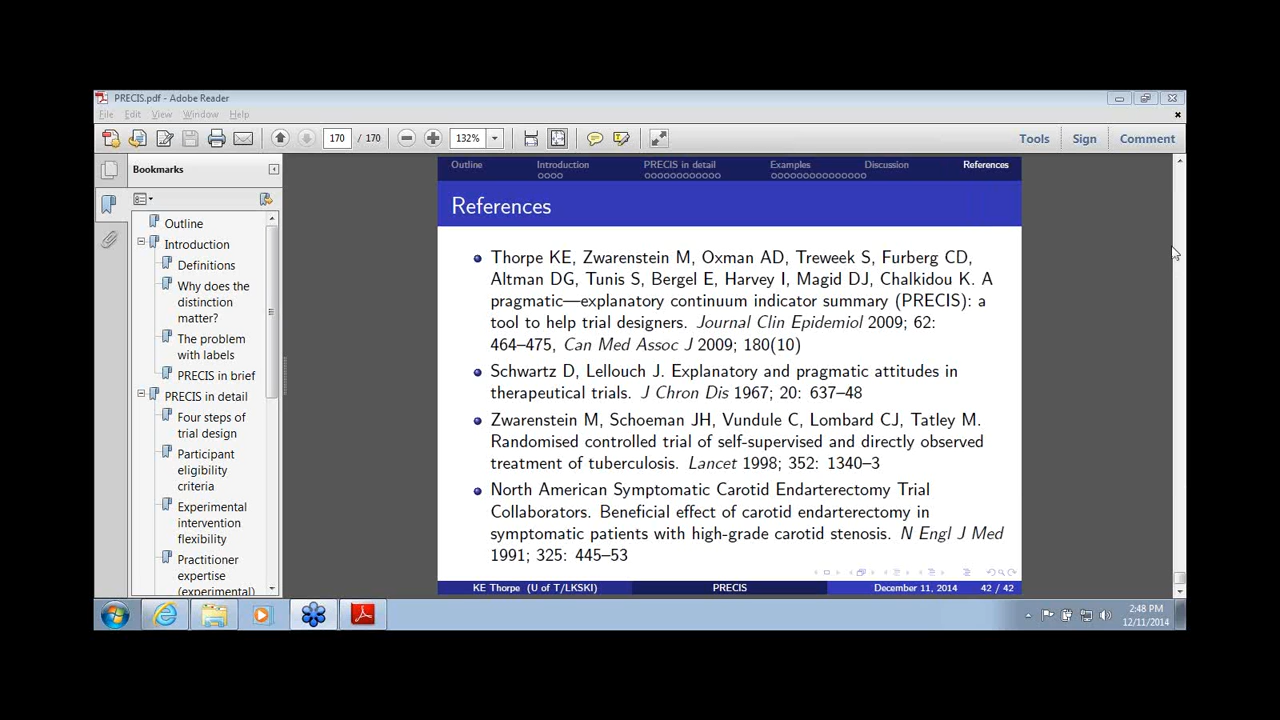 PRECIS.pdf - Adobe Reader
File Edit View Window Help
170 / 170 132% Tools Sign Comment
Bookmarks
Outline
Introduction
Definitions
Why does the
distinction
matter?
The problem
with labels
PRECIS in brief
PRECIS in detail
Four steps of
trial design
Participant
eligibility
criteria
Experimental
intervention
flexibility
Practitioner
expertise
(experimental)
Outline Introduction PRECIS in detail Examples Discussion References
References
Thorpe KE, Zwarenstein M, Oxman AD, Treweek S, Furberg CD,
Altman DG, Tunis S, Bergel E, Harvey I, Magid DJ, Chalkidou K. A
pragmatic—explanatory continuum indicator summary (PRECIS): a
tool to help trial designers. Journal Clin Epidemiol 2009; 62:
464–475, Can Med Assoc J 2009; 180(10)
Schwartz D, Lellouch J. Explanatory and pragmatic attitudes in
therapeutical trials. J Chron Dis 1967; 20: 637–48
Zwarenstein M, Schoeman JH, Vundule C, Lombard CJ, Tatley M.
Randomised controlled trial of self-supervised and directly observed
treatment of tuberculosis. Lancet 1998; 352: 1340–3
North American Symptomatic Carotid Endarterectomy Trial
Collaborators. Beneficial effect of carotid endarterectomy in
symptomatic patients with high-grade carotid stenosis. N Engl J Med
1991; 325: 445–53
KE Thorpe (U of T/LKSKI) PRECIS December 11, 2014 42 / 42
2:48 PM
12/11/2014